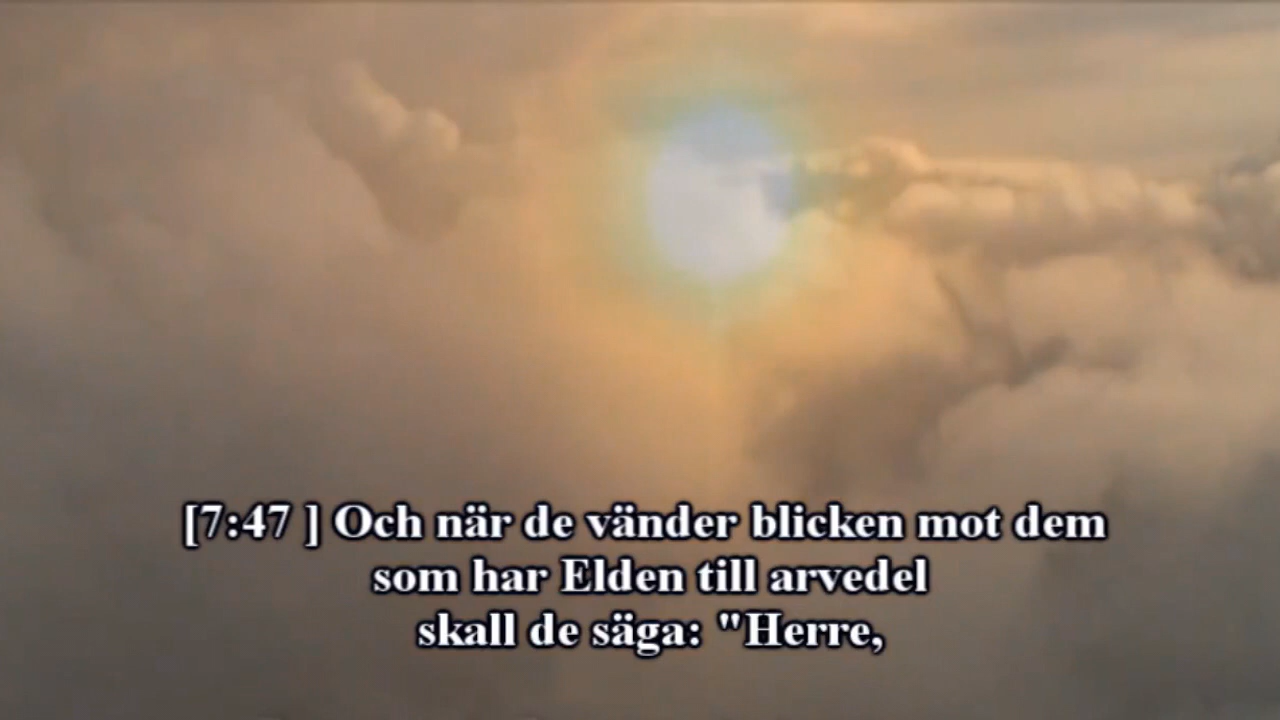 [7:47 ] Och när de vänder blicken mot dem
som har Elden till arvedel
skall de säga: "Herre,